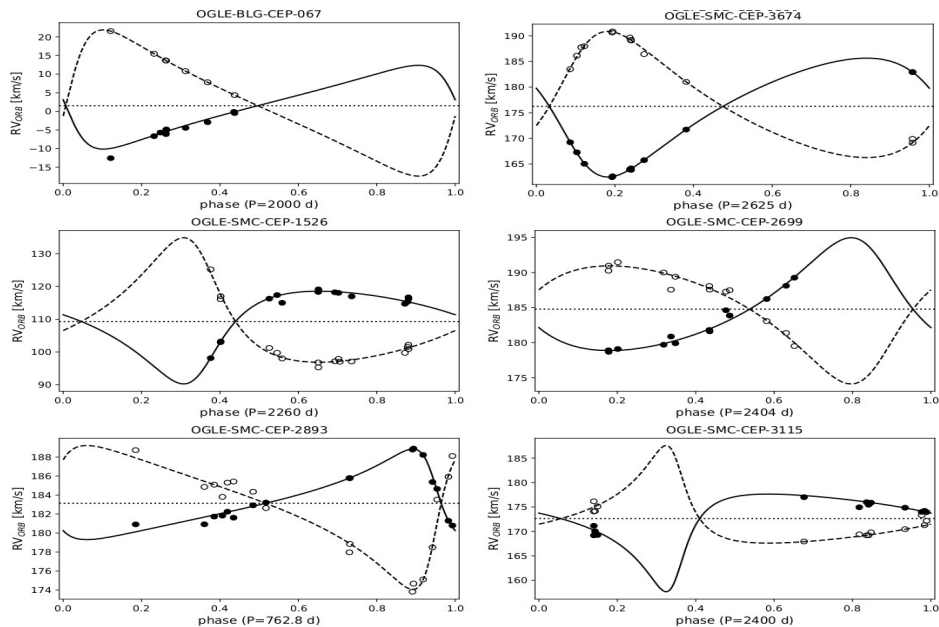 OGLE-BLG-CEP-067
RV_ORB [km/s]
20
15
10
5
0
−5
−10
−15
0.0 0.2 0.4 0.6 0.8 1.0
phase (P=2000 d)
OGLE-SMC-CEP-3674
RV_ORB [km/s]
190
185
180
175
170
165
0.0 0.2 0.4 0.6 0.8 1.0
phase (P=2625 d)
OGLE-SMC-CEP-1526
RV_ORB [km/s]
130
120
110
100
90
0.0 0.2 0.4 0.6 0.8 1.0
phase (P=2260 d)
OGLE-SMC-CEP-2699
RV_ORB [km/s]
195
190
185
180
175
0.0 0.2 0.4 0.6 0.8 1.0
phase (P=2404 d)
OGLE-SMC-CEP-2893
RV_ORB [km/s]
188
186
184
182
180
178
176
174
0.0 0.2 0.4 0.6 0.8 1.0
phase (P=762.8 d)
OGLE-SMC-CEP-3115
RV_ORB [km/s]
185
180
175
170
165
160
0.0 0.2 0.4 0.6 0.8 1.0
phase (P=2400 d)